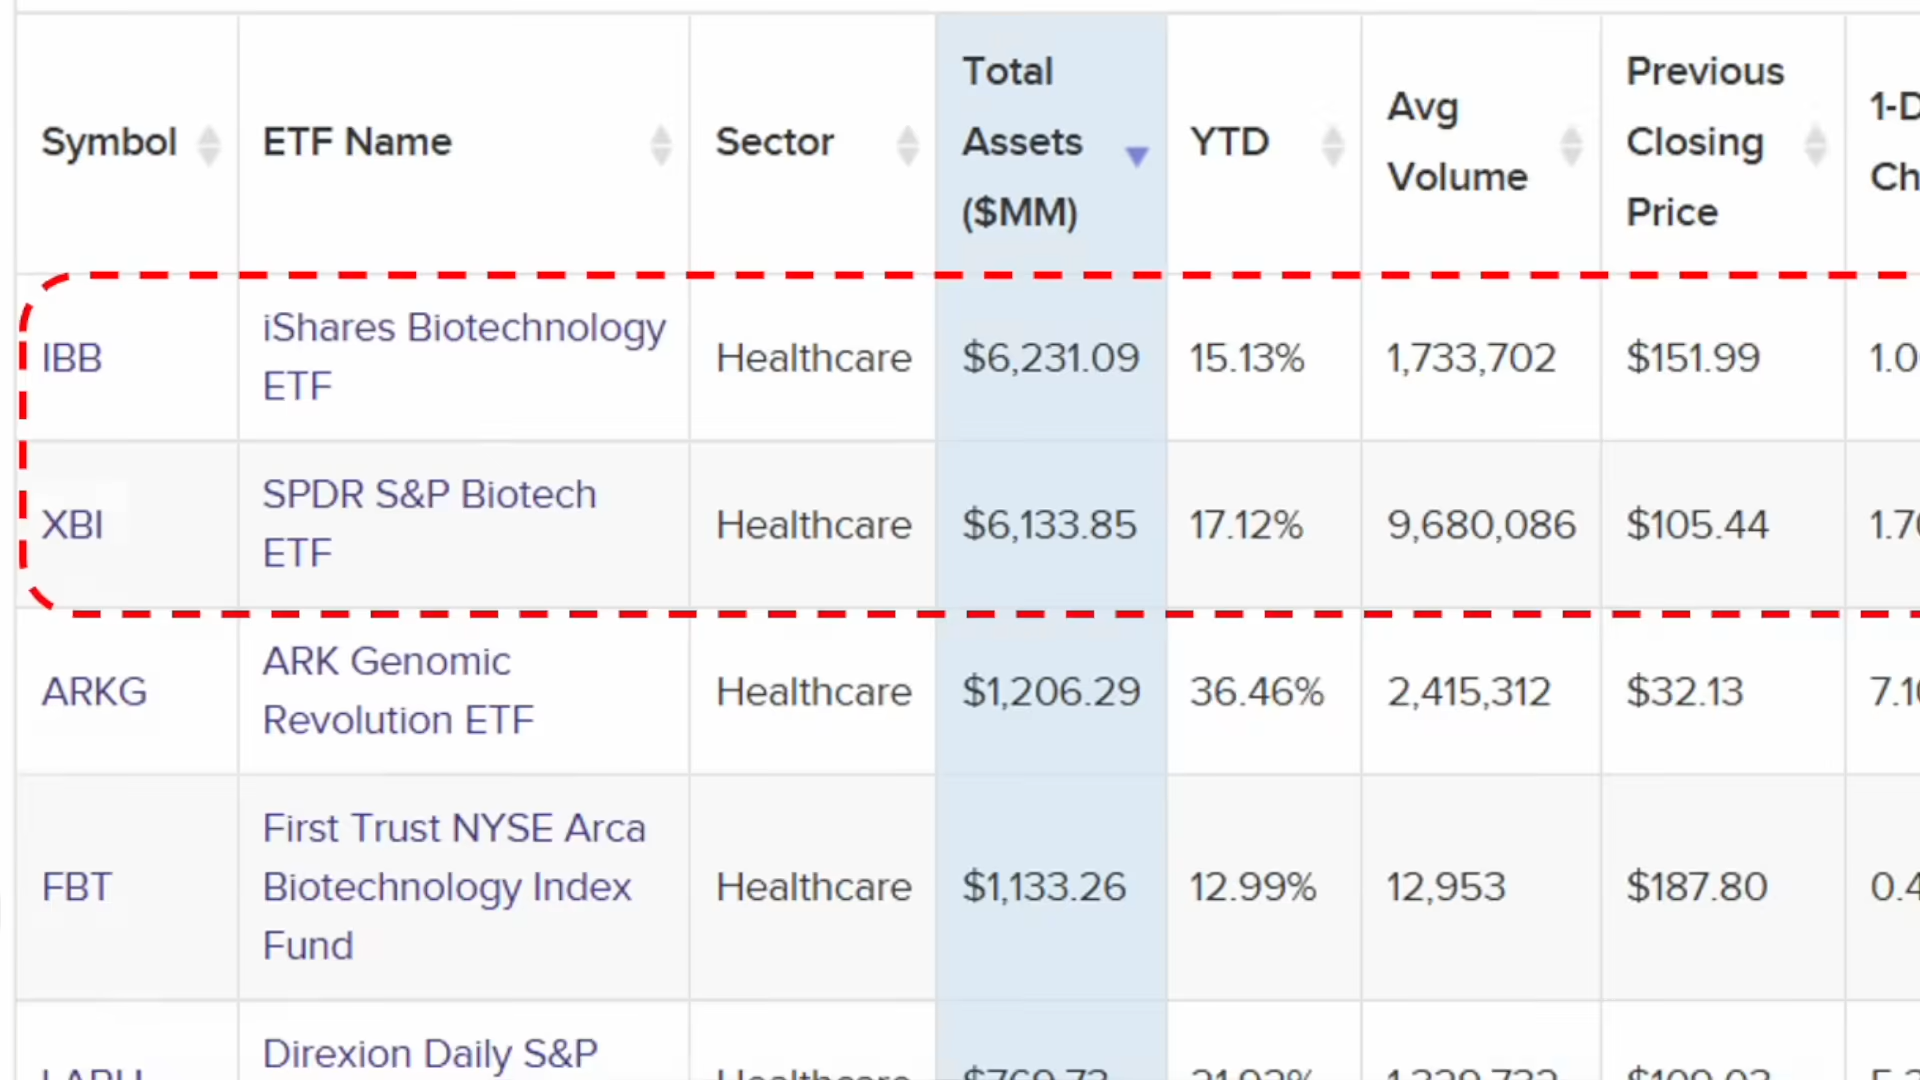 Symbol
ETF Name
Sector
Total
Assets
($MM)
YTD
Avg
Volume
Previous
Closing
Price
IBB
iShares Biotechnology
ETF
Healthcare
$6,231.09
15.13%
1,733,702
$151.99
XBI
SPDR S&P Biotech
ETF
Healthcare
$6,133.85
17.12%
9,680,086
$105.44
ARKG
ARK Genomic
Revolution ETF
Healthcare
$1,206.29
36.46%
2,415,312
$32.13
FBT
First Trust NYSE Arca
Biotechnology Index
Fund
Healthcare
$1,133.26
12.99%
12,953
$187.80
Direxion Daily S&P
Healthcare